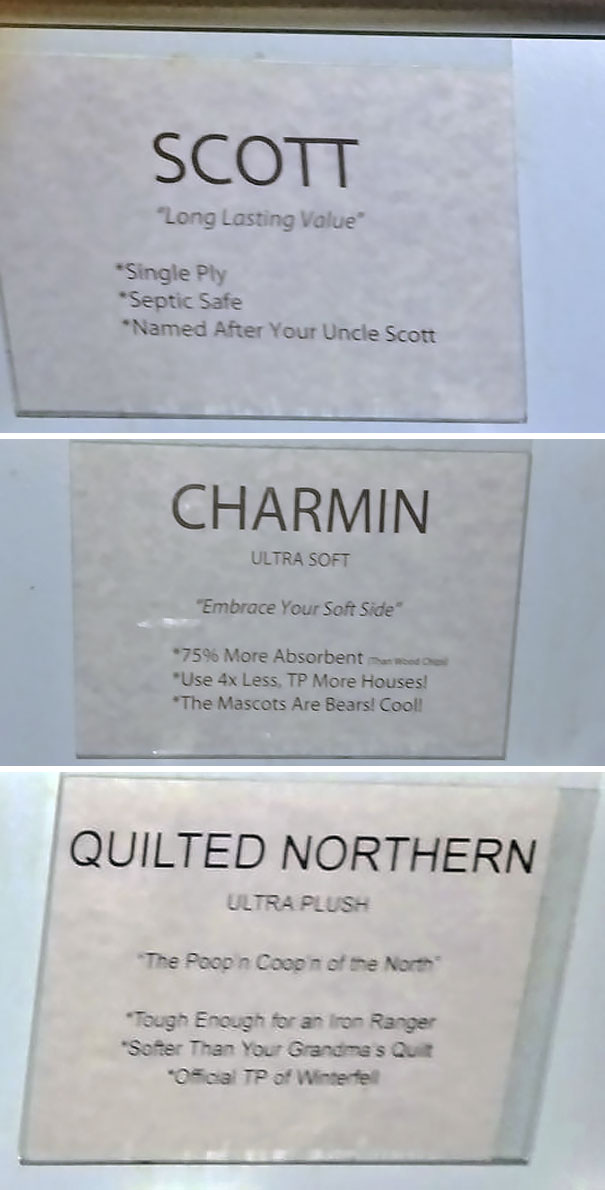 SCOTT
"Long Lasting Value"
*Single Ply
*Septic Safe
*Named After Your Uncle Scott
CHARMIN
ULTRA SOFT
"Embrace Your Soft Side"
*75% More Absorbent (Than Wood Chips)
*Use 4x Less, TP More Houses!
*The Mascots Are Bears! Cool!
QUILTED NORTHERN
ULTRA PLUSH
"The Poop'n Coop'n of the North"
*Tough Enough for an Iron Ranger
*Softer Than Your Grandma's Quilt
*Official TP of Winterfell